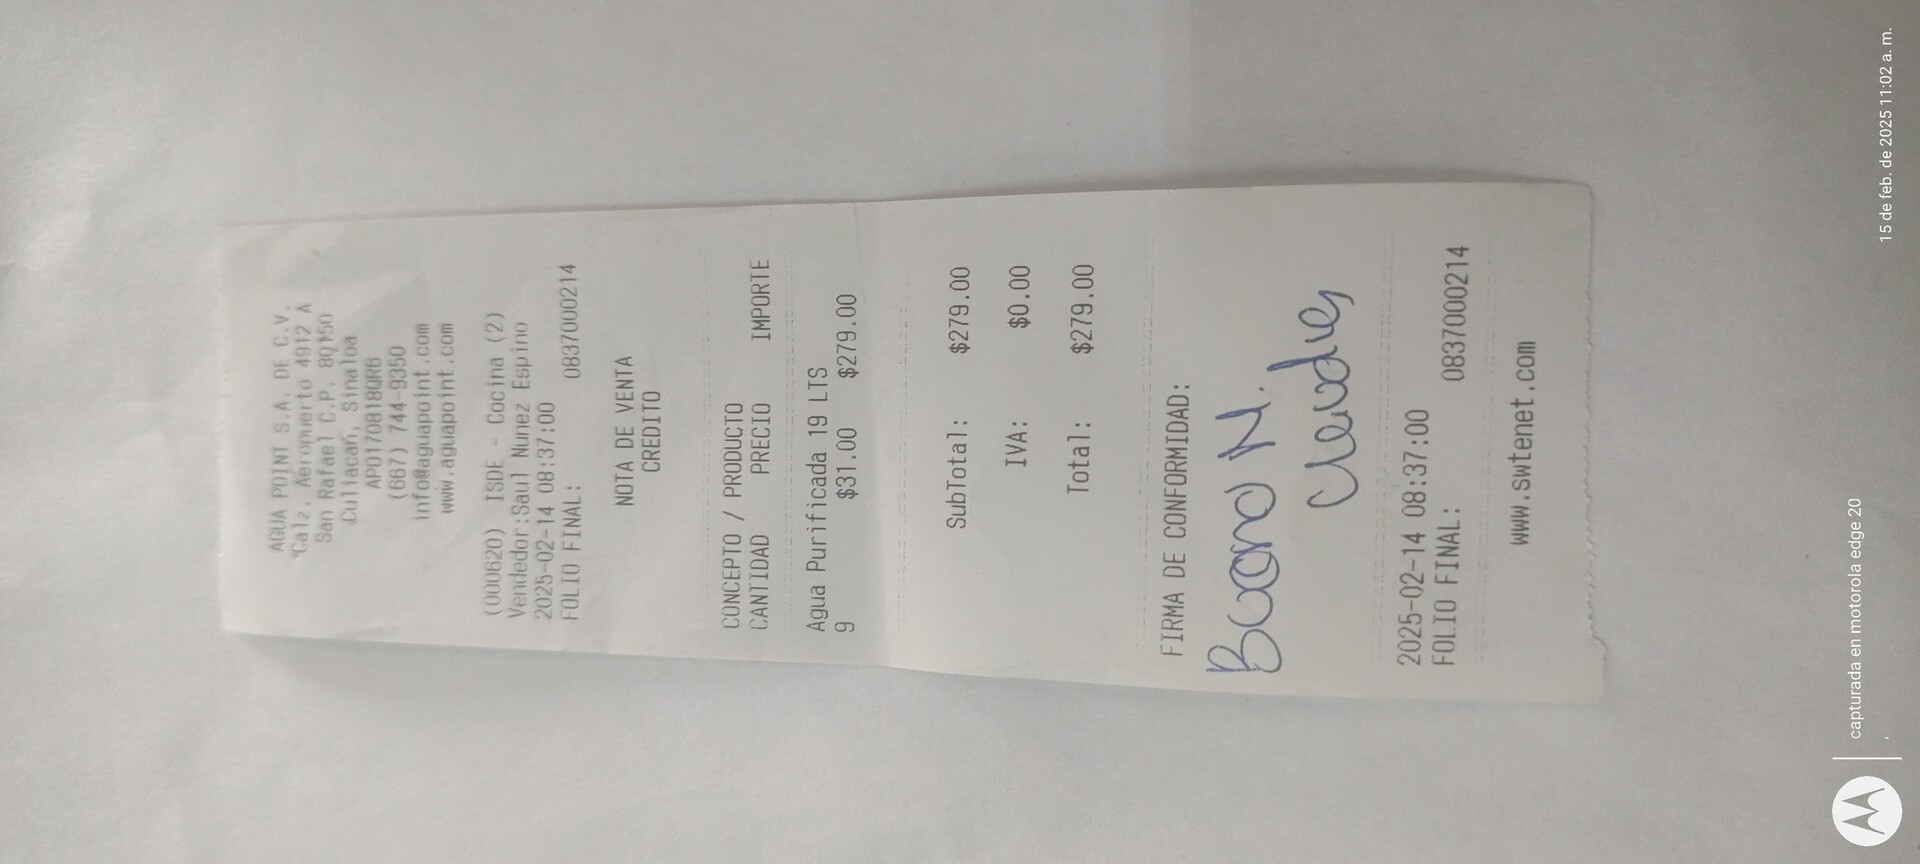 AGUA POINT S.A. DE C.V.
Calz. Aeropuerto 4912 A
San Rafael C.P. 80150
Culiacan, Sinaloa
APO170818QR6
(667) 744-9350
info@aguapoint.com
www.aguapoint.com
(000620) ISDE - Cocina (2)
Vendedor:Saul Nunez Espino
2025-02-14 08:37:00
FOLIO FINAL: 0837000214
NOTA DE VENTA
CREDITO
CONCEPTO / PRODUCTO
CANTIDAD PRECIO IMPORTE
Agua Purificada 19 LTS
9 $31.00 $279.00
SubTotal: $279.00
IVA: $0.00
Total: $279.00
FIRMA DE CONFORMIDAD:
2025-02-14 08:37:00
FOLIO FINAL: 0837000214
www.swtenet.com
capturada en motorola edge 20
15 de feb. de 2025 11:02 a. m.